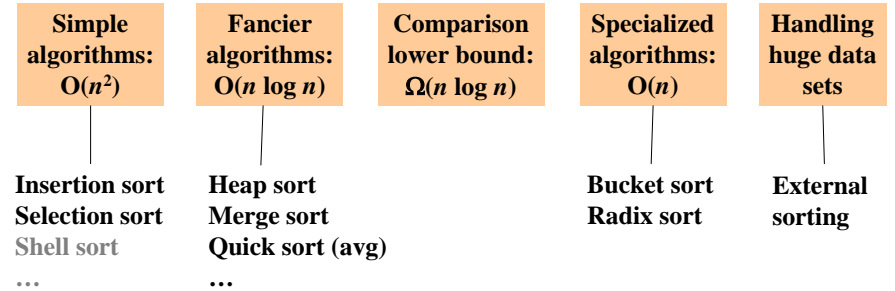 Simple
algorithms:
O(n²)
Fancier
algorithms:
O(n log n)
Comparison
lower bound:
Ω(n log n)
Specialized
algorithms:
O(n)
Handling
huge data
sets
Insertion sort
Selection sort
Shell sort
…
Heap sort
Merge sort
Quick sort (avg)
…
Bucket sort
Radix sort
External
sorting